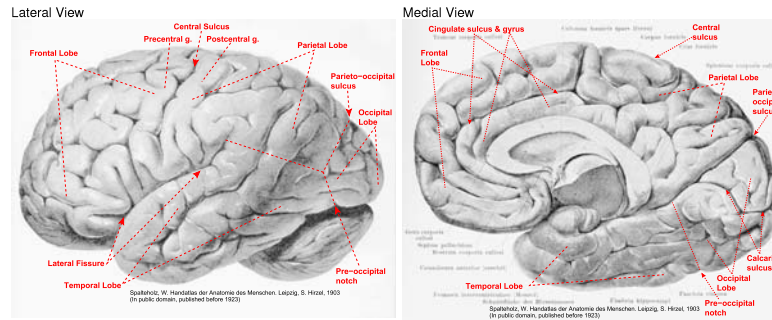 Lateral View
Central Sulcus
Precentral g.
Postcentral g.
Frontal Lobe
Parietal Lobe
Parieto-occipital
sulcus
Occipital
Lobe
Lateral Fissure
Temporal Lobe
Pre-occipital
notch
Spalteholz, W. Handatlas der Anatomie des Menschen. Leipzig, S. Hirzel, 1903
(In public domain, published before 1923)
Medial View
Cingulate sulcus & gyrus
Central
sulcus
Frontal
Lobe
Parietal Lobe
Parie
occip
sulcu
Calcar
sulcus
Occipital
Lobe
Temporal Lobe
Pre-occipital
notch
Spalteholz, W. Handatlas der Anatomie des Menschen. Leipzig, S. Hirzel, 1903
(In public domain, published before 1923)